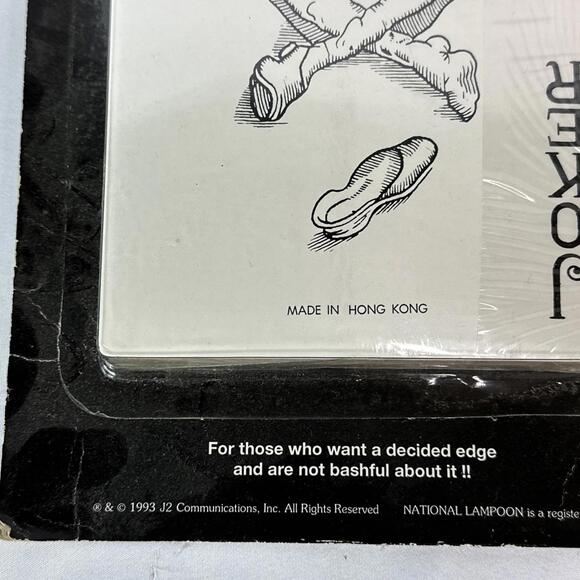 JOKER
MADE IN HONG KONG
For those who want a decided edge
and are not bashful about it !!
® & © 1993 J2 Communications, Inc. All Rights Reserved NATIONAL LAMPOON is a registe